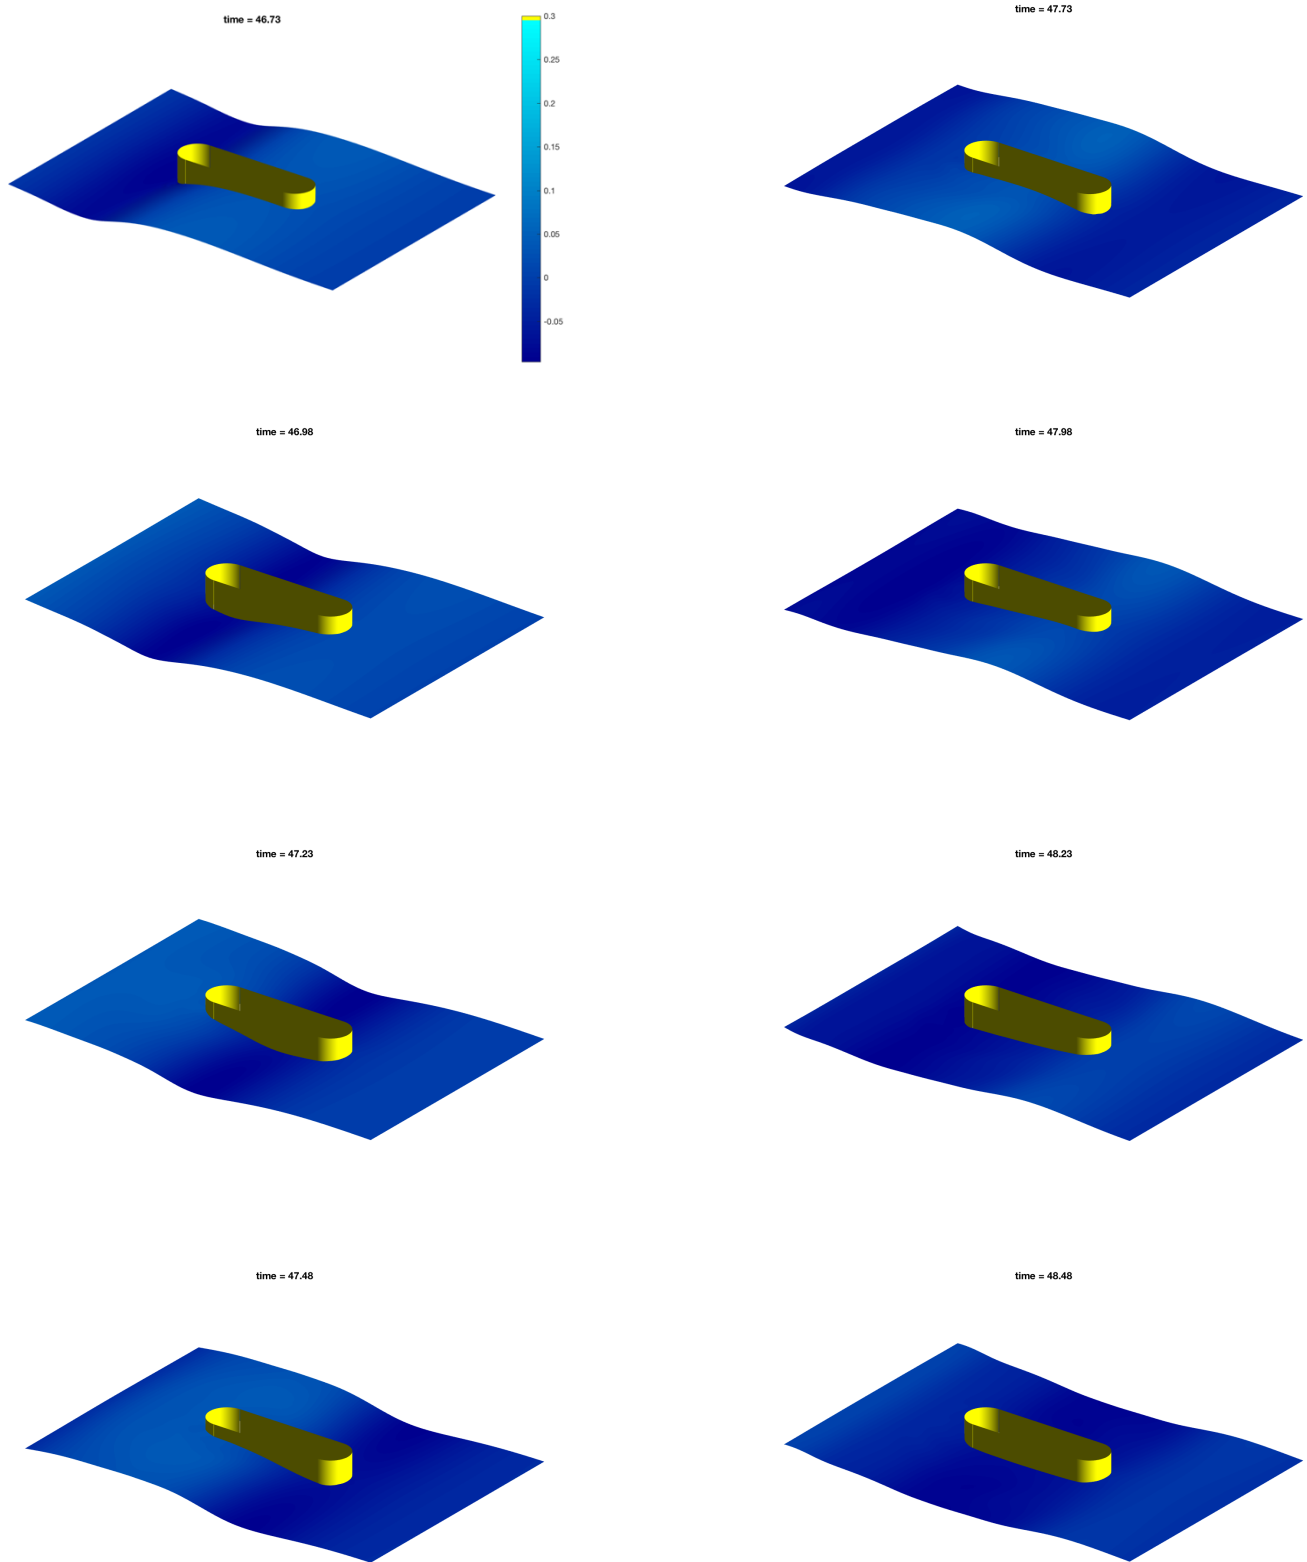 time = 46.73
0.3
0.25
0.2
0.15
0.1
0.05
0
-0.05
time = 47.73
time = 46.98
time = 47.98
time = 47.23
time = 48.23
time = 47.48
time = 48.48